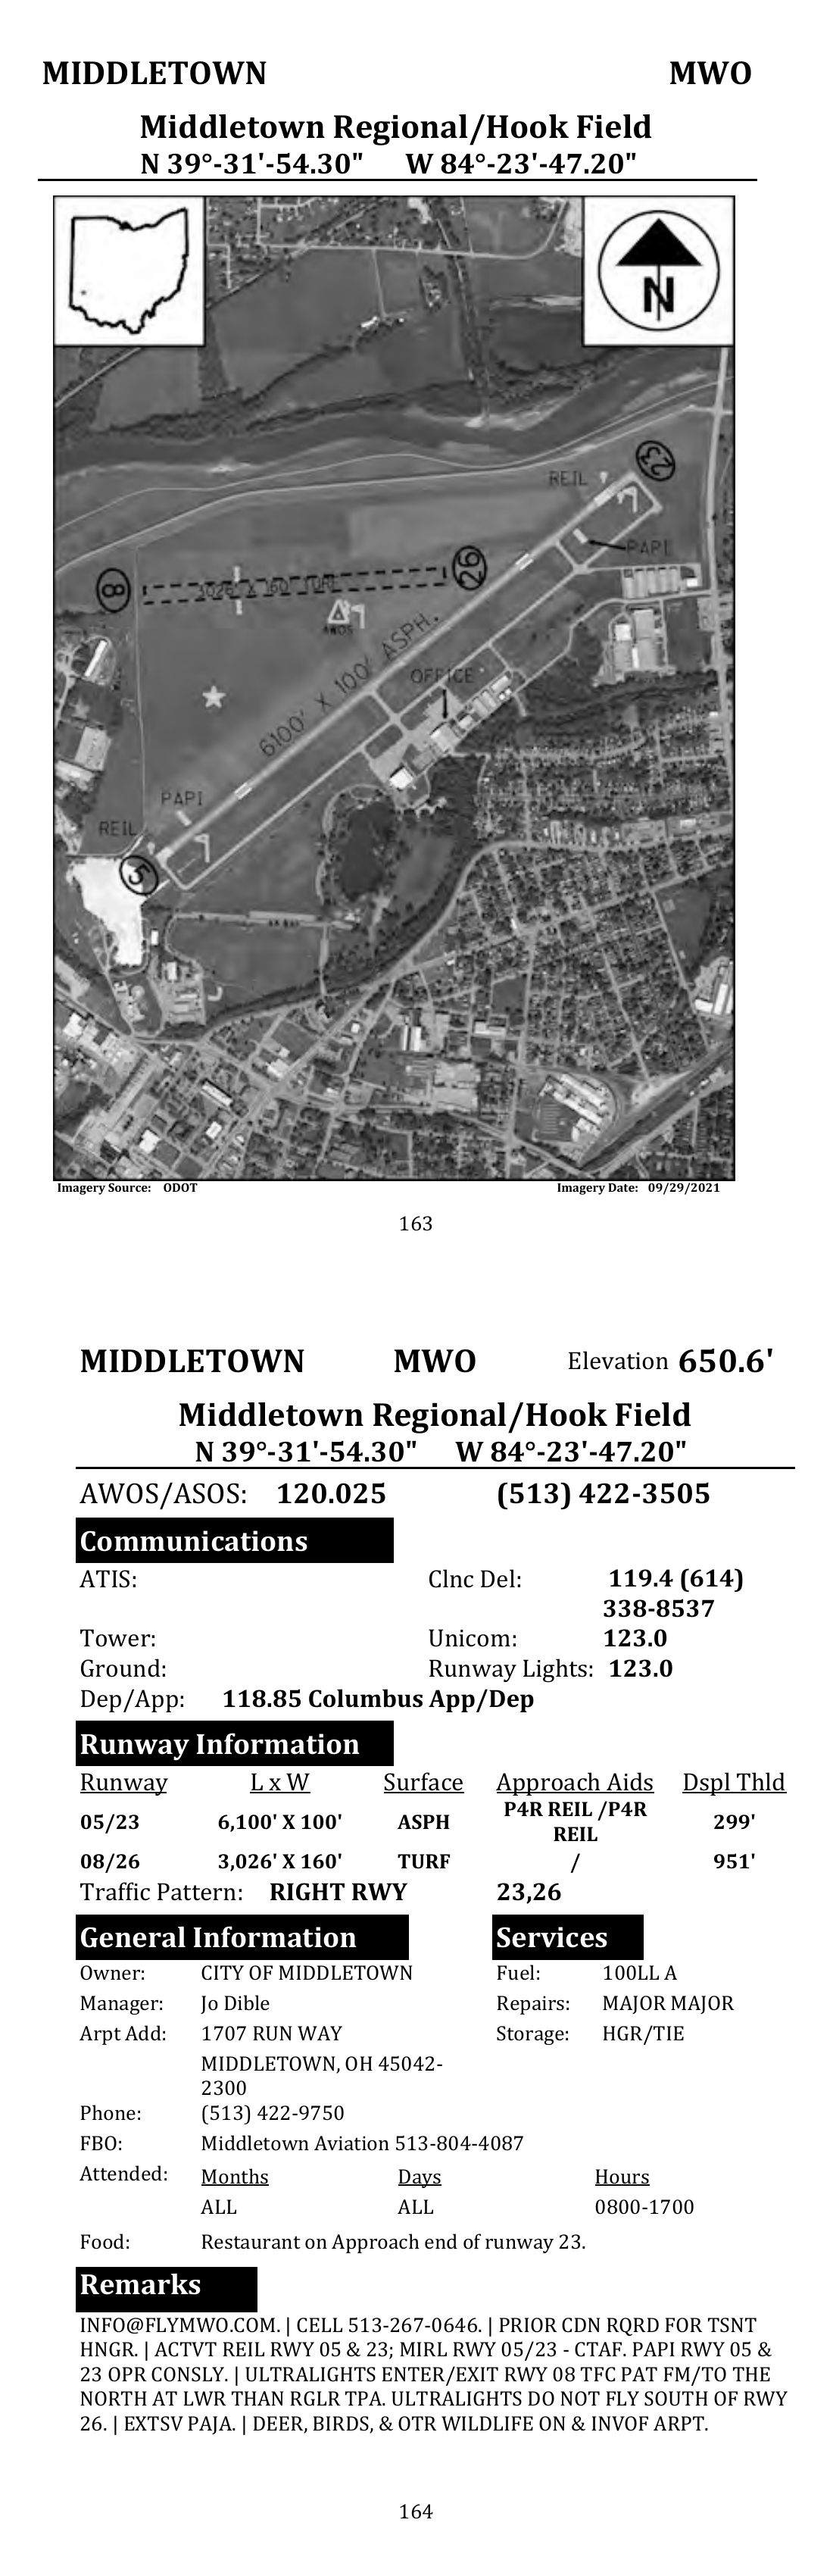 MIDDLETOWN MWO
Middletown Regional/Hook Field
N 39°-31'-54.30" W 84°-23'-47.20"
N
23
REIL
PAPI
8
3026' X 160' TURF
26
AWOS
6100' X 100' ASPH.
OFFICE
PAPI
REIL
5
Imagery Source: ODOT Imagery Date: 09/29/2021
163
MIDDLETOWN MWO Elevation 650.6'
Middletown Regional/Hook Field
N 39°-31'-54.30" W 84°-23'-47.20"
AWOS/ASOS: 120.025 (513) 422-3505
Communications
ATIS: Clnc Del: 119.4 (614)
338-8537
Tower: Unicom: 123.0
Ground: Runway Lights: 123.0
Dep/App: 118.85 Columbus App/Dep
Runway Information
Runway L x W Surface Approach Aids Dspl Thld
05/23 6,100' X 100' ASPH P4R REIL /P4R REIL 299'
08/26 3,026' X 160' TURF / 951'
Traffic Pattern: RIGHT RWY 23,26
General Information Services
Owner: CITY OF MIDDLETOWN Fuel: 100LL A
Manager: Jo Dible Repairs: MAJOR MAJOR
Arpt Add: 1707 RUN WAY Storage: HGR/TIE
MIDDLETOWN, OH 45042-
2300
Phone: (513) 422-9750
FBO: Middletown Aviation 513-804-4087
Attended: Months Days Hours
ALL ALL 0800-1700
Food: Restaurant on Approach end of runway 23.
Remarks
INFO@FLYMWO.COM. | CELL 513-267-0646. | PRIOR CDN RQRD FOR TSNT
HNGR. | ACTVT REIL RWY 05 & 23; MIRL RWY 05/23 - CTAF. PAPI RWY 05 &
23 OPR CONSLY. | ULTRALIGHTS ENTER/EXIT RWY 08 TFC PAT FM/TO THE
NORTH AT LWR THAN RGLR TPA. ULTRALIGHTS DO NOT FLY SOUTH OF RWY
26. | EXTSV PAJA. | DEER, BIRDS, & OTR WILDLIFE ON & INVOF ARPT.
164